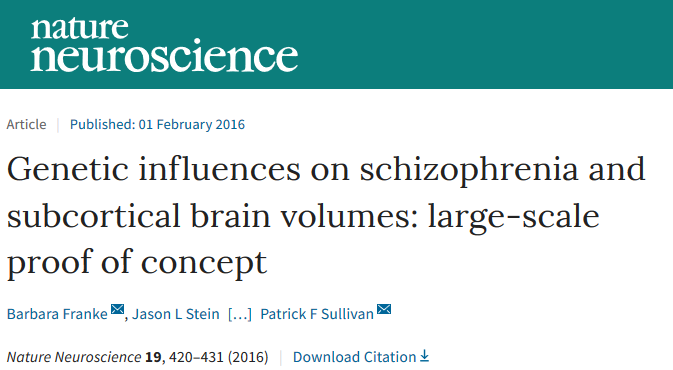 nature
neuroscience
Article | Published: 01 February 2016
Genetic influences on schizophrenia and
subcortical brain volumes: large-scale
proof of concept
Barbara Franke, Jason L Stein […] Patrick F Sullivan
Nature Neuroscience 19, 420–431 (2016) | Download Citation